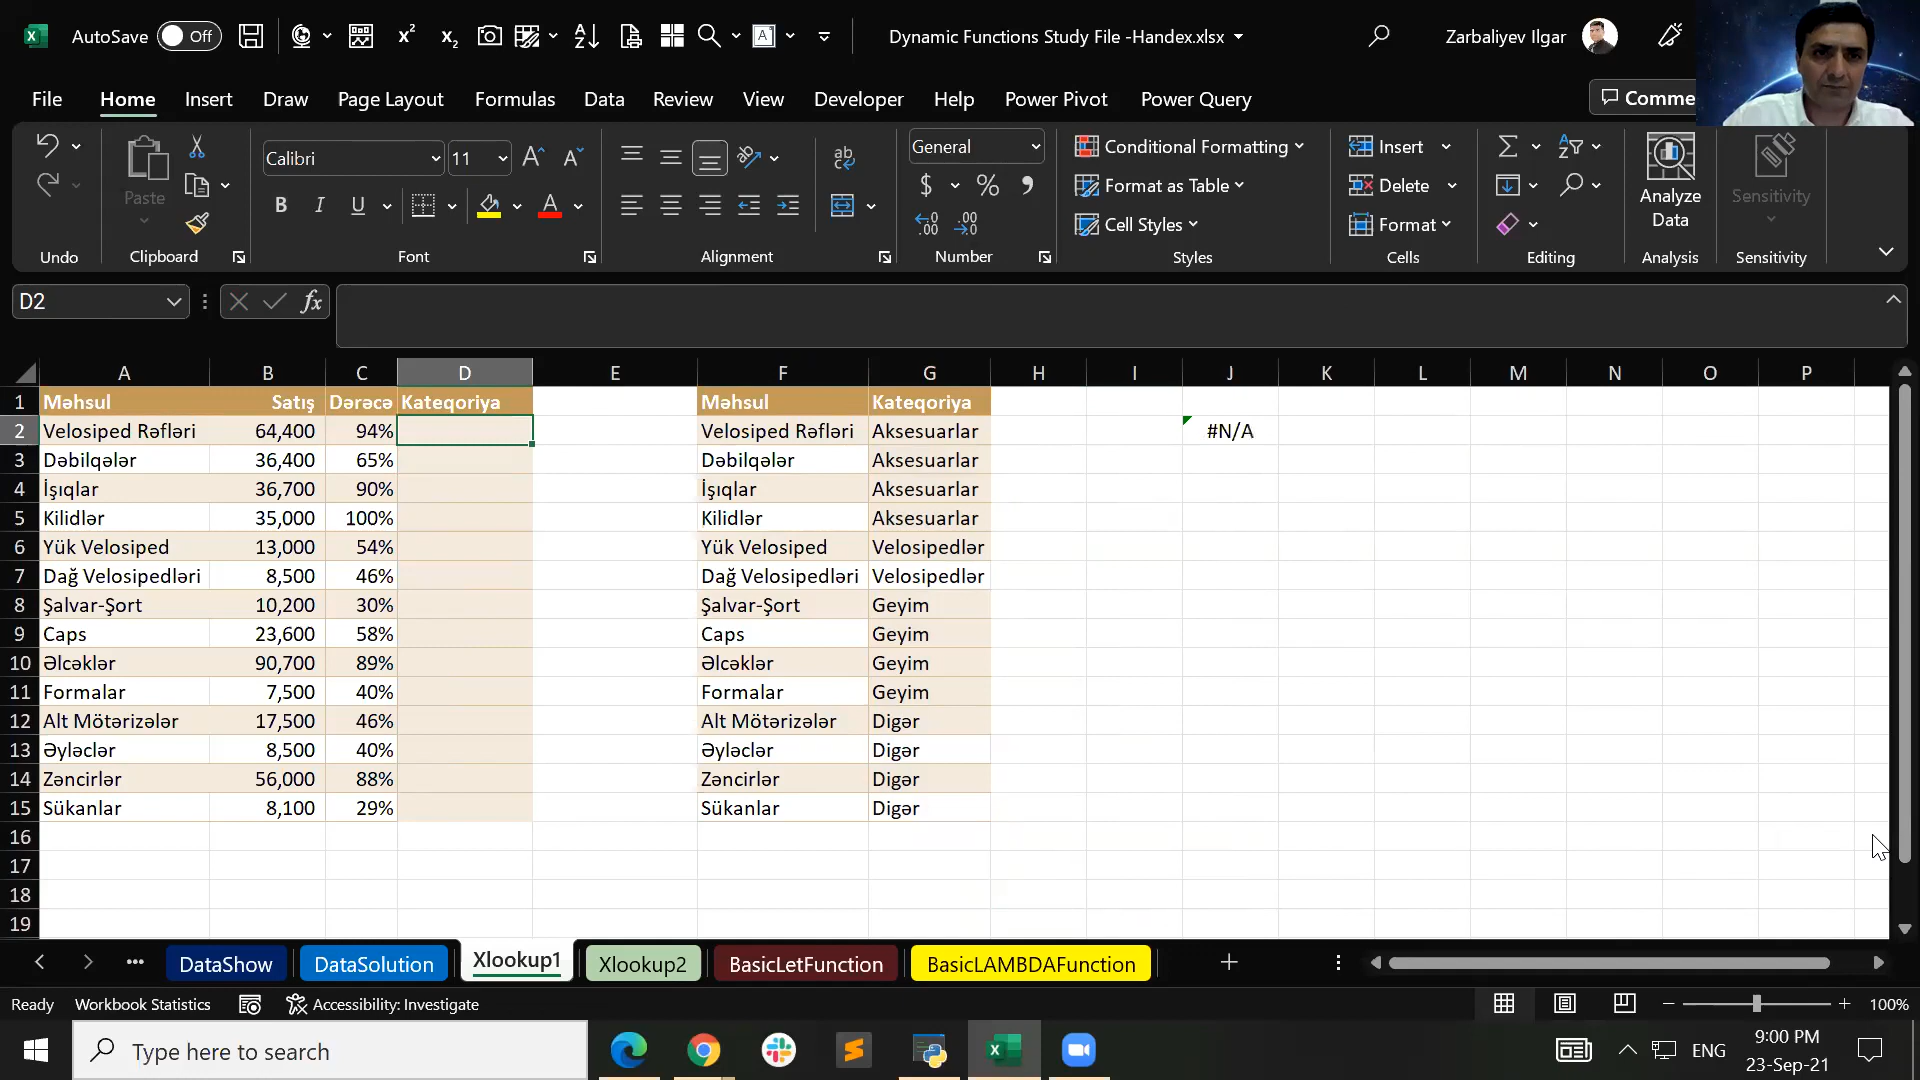 AutoSave Off Dynamic Functions Study File -Handex.xlsx Zarbaliyev Ilgar
File Home Insert Draw Page Layout Formulas Data Review View Developer Help Power Pivot Power Query Comme
Calibri 11 General Conditional Formatting Insert
Paste Format as Table Delete Analyze Data Sensitivity
B I U A $ % Cell Styles Format
Undo Clipboard Font Alignment Number Styles Cells Editing Analysis Sensitivity
D2 fx
A B C D E F G H I J K L M N O P
1 Məhsul Satış Dərəcə Kateqoriya Məhsul Kateqoriya
2 Velosiped Rəfləri 64,400 94% Velosiped Rəfləri Aksesuarlar #N/A
3 Dəbilqələr 36,400 65% Dəbilqələr Aksesuarlar
4 İşıqlar 36,700 90% İşıqlar Aksesuarlar
5 Kilidlər 35,000 100% Kilidlər Aksesuarlar
6 Yük Velosiped 13,000 54% Yük Velosiped Velosipedlər
7 Dağ Velosipedləri 8,500 46% Dağ Velosipedləri Velosipedlər
8 Şalvar-Şort 10,200 30% Şalvar-Şort Geyim
9 Caps 23,600 58% Caps Geyim
10 Əlcəklər 90,700 89% Əlcəklər Geyim
11 Formalar 7,500 40% Formalar Geyim
12 Alt Mötərizələr 17,500 46% Alt Mötərizələr Digər
13 Əyləclər 8,500 40% Əyləclər Digər
14 Zəncirlər 56,000 88% Zəncirlər Digər
15 Sükanlar 8,100 29% Sükanlar Digər
16
17
18
19
DataShow DataSolution Xlookup1 Xlookup2 BasicLetFunction BasicLAMBDAFunction
Ready Workbook Statistics Accessibility: Investigate 100%
Type here to search ENG 9:00 PM
23-Sep-21